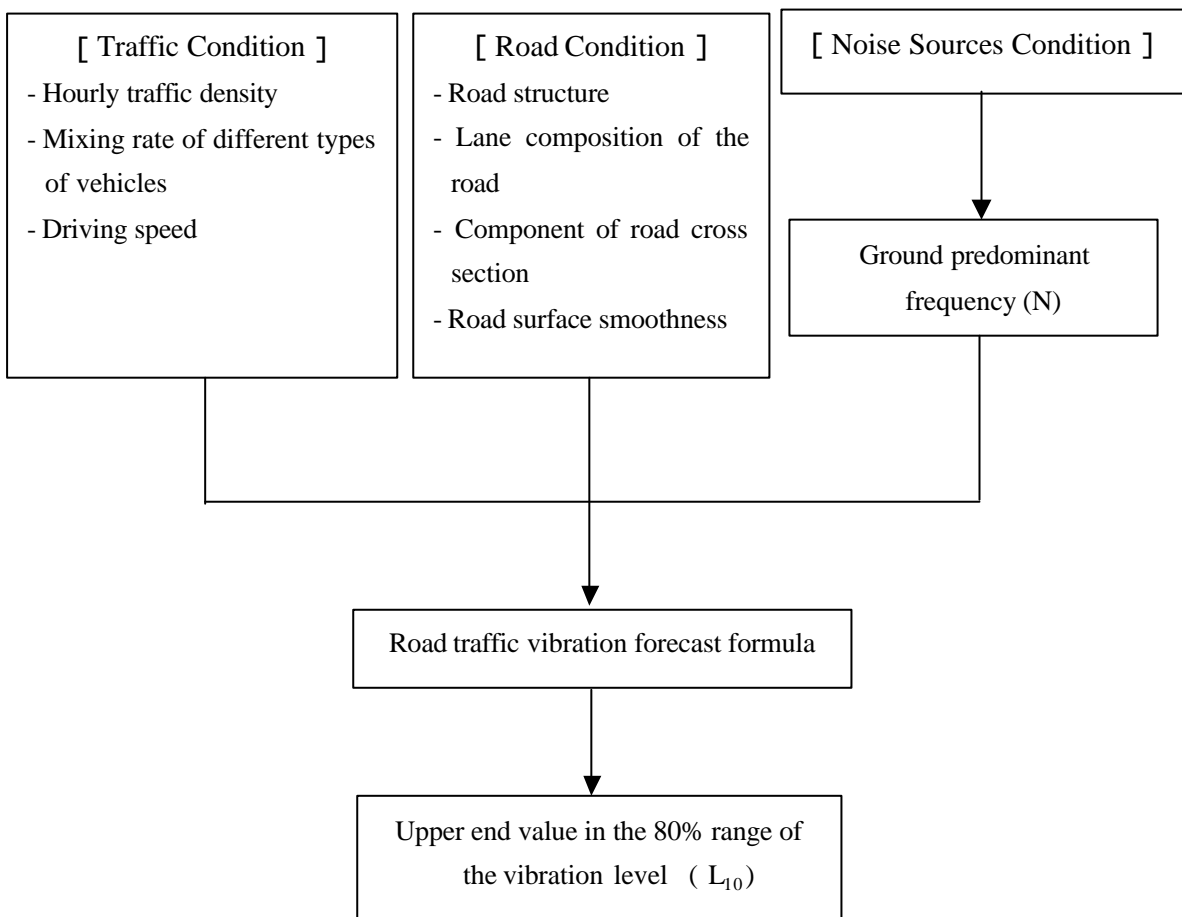 [ Traffic Condition ]
- Hourly traffic density
- Mixing rate of different types
of vehicles
- Driving speed
[ Road Condition ]
- Road structure
- Lane composition of the
road
- Component of road cross
section
- Road surface smoothness
[ Noise Sources Condition ]
Ground predominant
frequency (N)
Road traffic vibration forecast formula
Upper end value in the 80% range of
the vibration level ( L10)